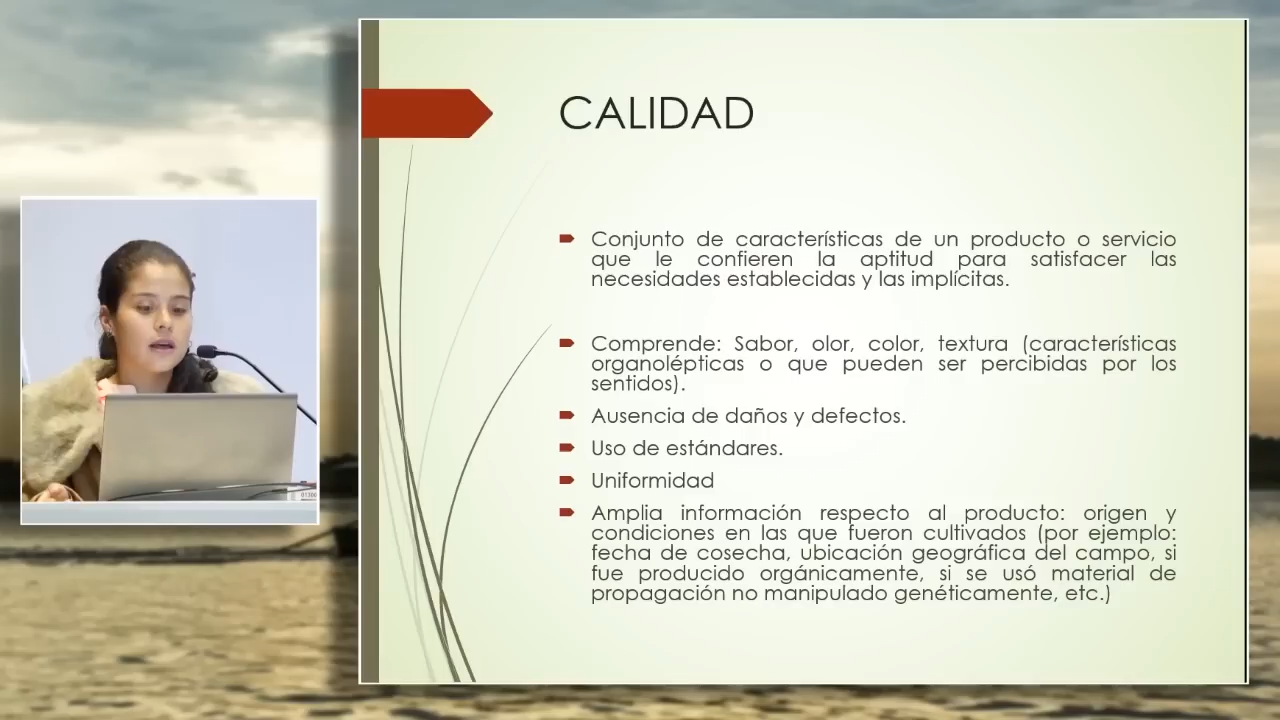 CALIDAD
Conjunto de características de un producto o servicio
que le confieren la aptitud para satisfacer las
necesidades establecidas y las implícitas.
Comprende: Sabor, olor, color, textura (características
organolépticas o que pueden ser percibidas por los
sentidos).
Ausencia de daños y defectos.
Uso de estándares.
Uniformidad
Amplia información respecto al producto: origen y
condiciones en las que fueron cultivados (por ejemplo:
fecha de cosecha, ubicación geográfica del campo, si
fue producido orgánicamente, si se usó material de
propagación no manipulado genéticamente, etc.)